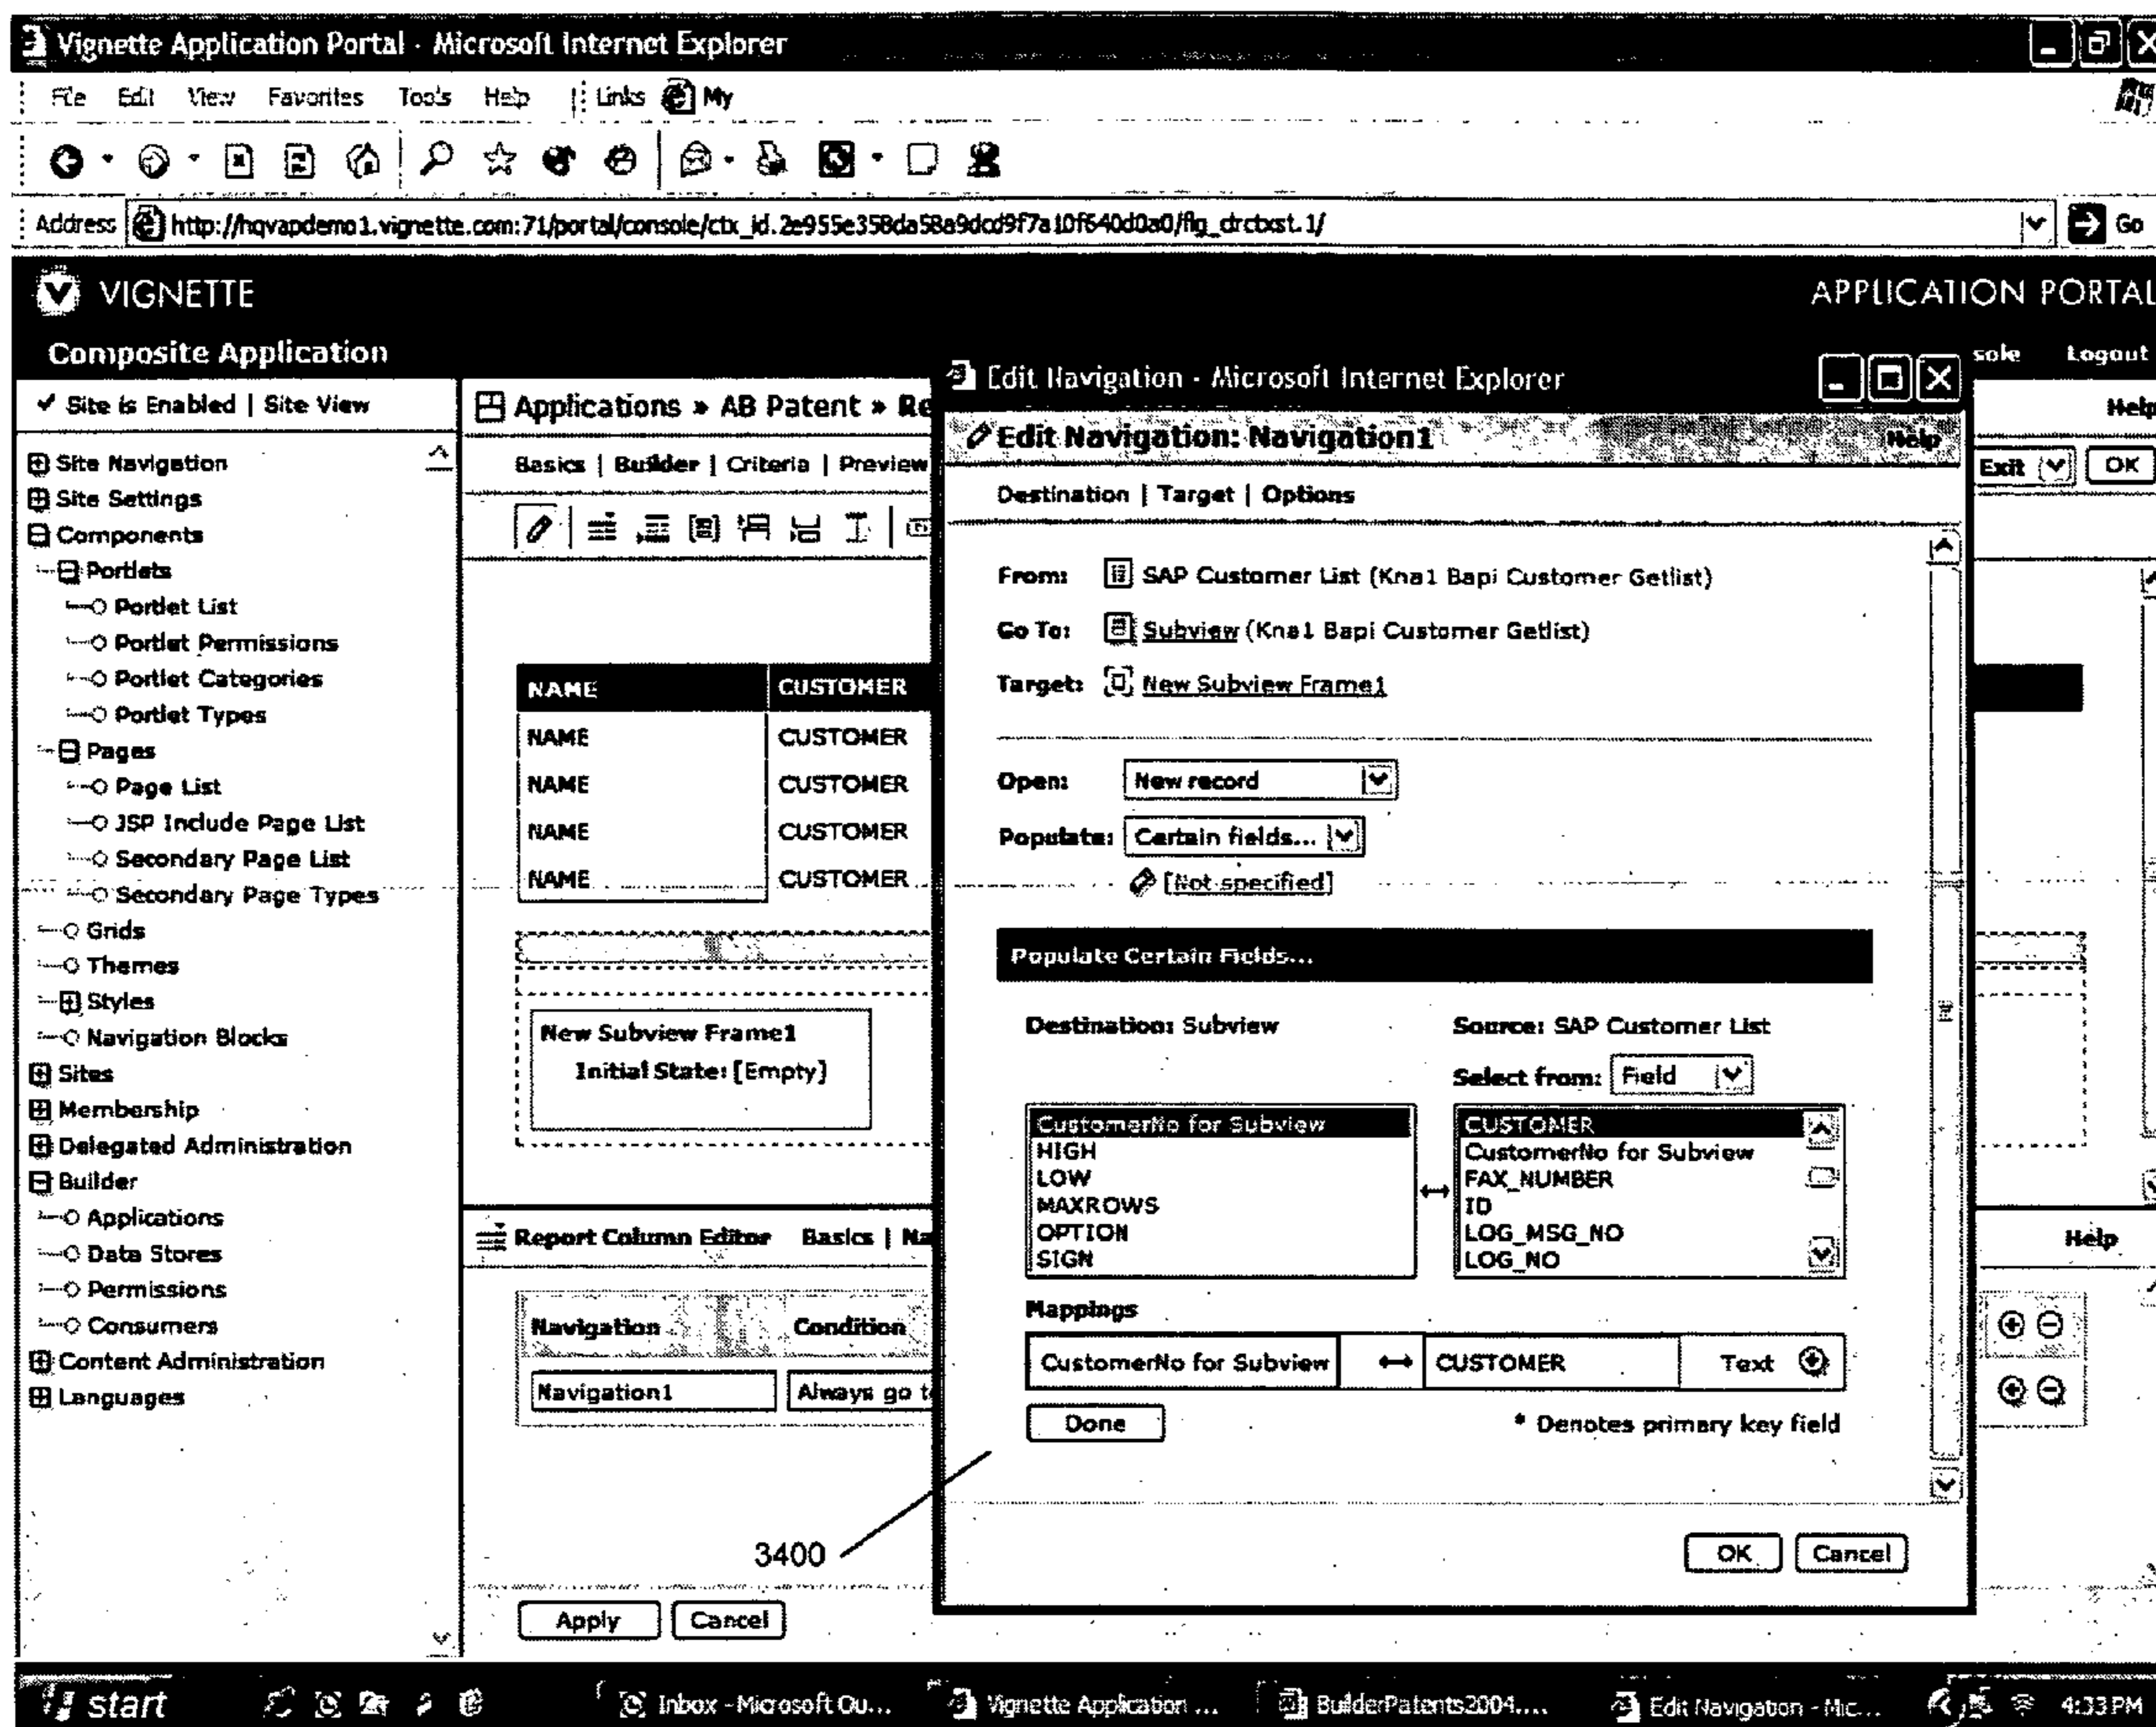 Vignette Application Portal - Microsoft Internet Explorer
File Edit View Favorites Tools Help Links My
Address http://hqvapdemo1.vignette.com:71/portal/console/ctx_id.2e955e358da58a9dcd9f7a10f640d0a0/flg_drctxst.1/ Go
VIGNETTE APPLICATION PORTAL
Composite Application
sole Logout
✔ Site is Enabled | Site View
Help
Site Navigation
Site Settings
Components
Portlets
Portlet List
Portlet Permissions
Portlet Categories
Portlet Types
Pages
Page List
JSP Include Page List
Secondary Page List
Secondary Page Types
Grids
Themes
Styles
Navigation Blocks
Sites
Membership
Delegated Administration
Builder
Applications
Data Stores
Permissions
Consumers
Content Administration
Languages
Applications » AB Patent » Re
Basics | Builder | Criteria | Preview
Exit OK
NAME CUSTOMER
NAME CUSTOMER
NAME CUSTOMER
NAME CUSTOMER
NAME CUSTOMER
New Subview Frame1
Initial State: [Empty]
Report Column Editor Basics | Na
Help
Navigation Condition
Navigation1 Always go t
3400
Apply Cancel
Edit Navigation - Microsoft Internet Explorer
Edit Navigation: Navigation1 Help
Destination | Target | Options
From: SAP Customer List (Kna1 Bapi Customer Getlist)
Go To: Subview (Kna1 Bapi Customer Getlist)
Target: New Subview Frame1
Open: New record
Populate: Certain fields...
[Not specified]
Populate Certain Fields...
Destination: Subview Source: SAP Customer List
Select from: Field
CustomerNo for Subview
HIGH
LOW
MAXROWS
OPTION
SIGN
CUSTOMER
CustomerNo for Subview
FAX_NUMBER
ID
LOG_MSG_NO
LOG_NO
Mappings
CustomerNo for Subview ↔ CUSTOMER Text
Done * Denotes primary key field
OK Cancel
start Inbox - Microsoft Ou... Vignette Application ... BuilderPatents2004.... Edit Navigation - Mic... 4:33 PM